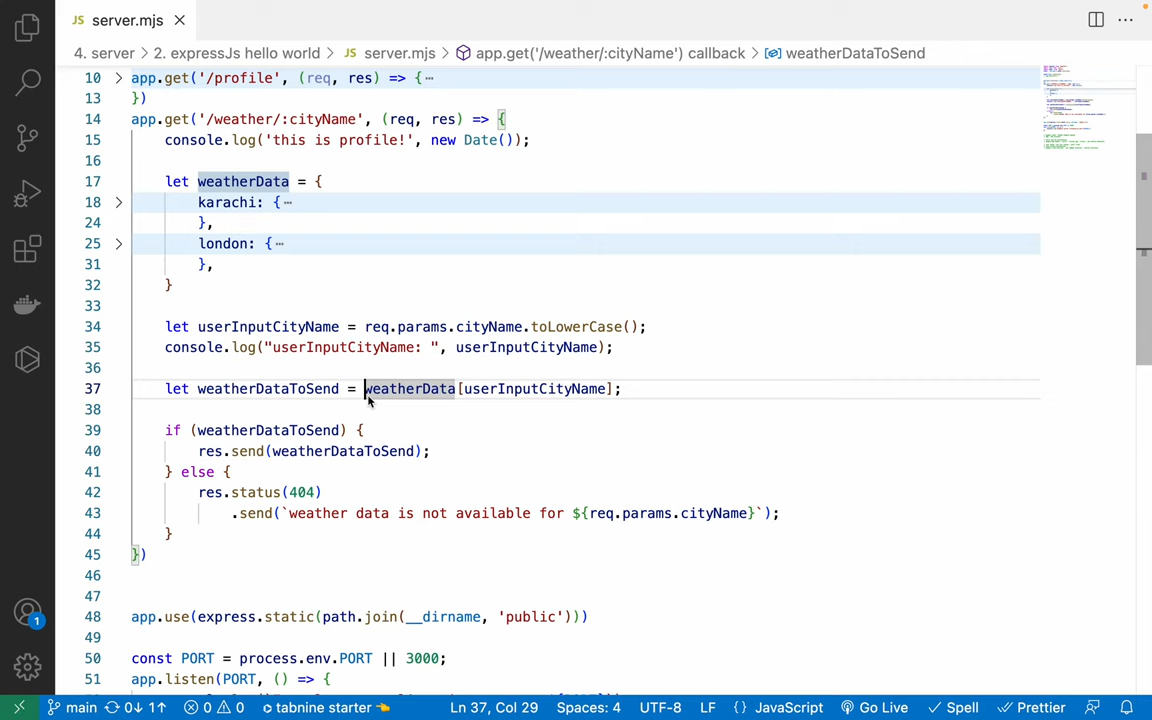 JS server.mjs
4. server > 2. expressJs hello world > JS server.mjs > app.get('/weather/:cityName') callback > weatherDataToSend
10 app.get('/profile', (req, res) => {⋯
13 })
14 app.get('/weather/:cityName', (req, res) => {
15 console.log('this is profile!', new Date());
16
17 let weatherData = {
18 karachi: {⋯
24 },
25 london: {⋯
31 },
32 }
33
34 let userInputCityName = req.params.cityName.toLowerCase();
35 console.log("userInputCityName: ", userInputCityName);
36
37 let weatherDataToSend = weatherData[userInputCityName];
38
39 if (weatherDataToSend) {
40 res.send(weatherDataToSend);
41 } else {
42 res.status(404)
43 .send(`weather data is not available for ${req.params.cityName}`);
44 }
45 })
46
47
48 app.use(express.static(path.join(__dirname, 'public')))
49
50 const PORT = process.env.PORT || 3000;
51 app.listen(PORT, () => {
1
main 0↓ 1↑ 0 0 tabnine starter Ln 37, Col 29 Spaces: 4 UTF-8 LF {} JavaScript Go Live Spell Prettier